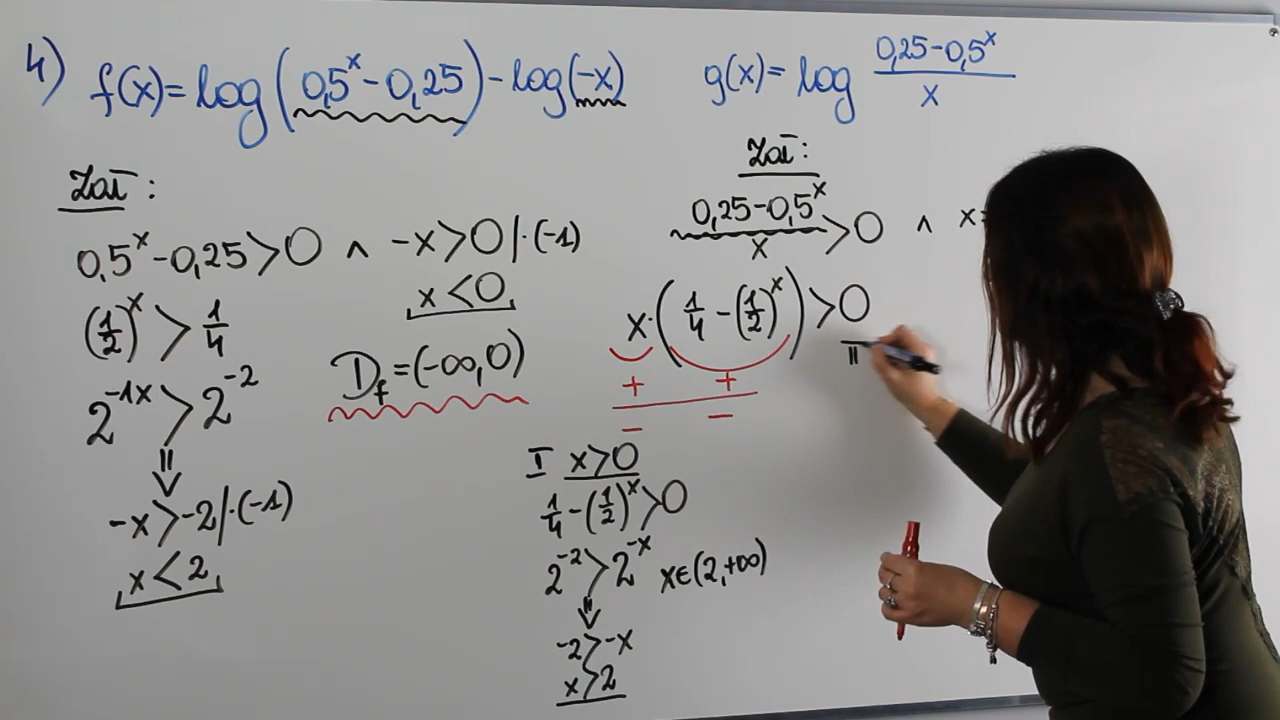 4) f(x)= log(0,5^x - 0,25) - log(-x)
g(x)= log (0,25-0,5^x)/x
Zał:
0,5^x - 0,25 > 0 ∧ -x > 0 /·(-1)
x < 0
(1/2)^x > 1/4
2^-1x > 2^-2
⇓
-x > -2 /·(-1)
x < 2
D_f = (-∞, 0)
Zał:
(0,25-0,5^x)/x > 0 ∧ x
x·(1/4 - (1/2)^x) > 0
+ +
- -
I x>0
1/4 - (1/2)^x > 0
2^-2 > 2^-x x∈(2,+∞)
⇓
-2 > -x
x > 2
II